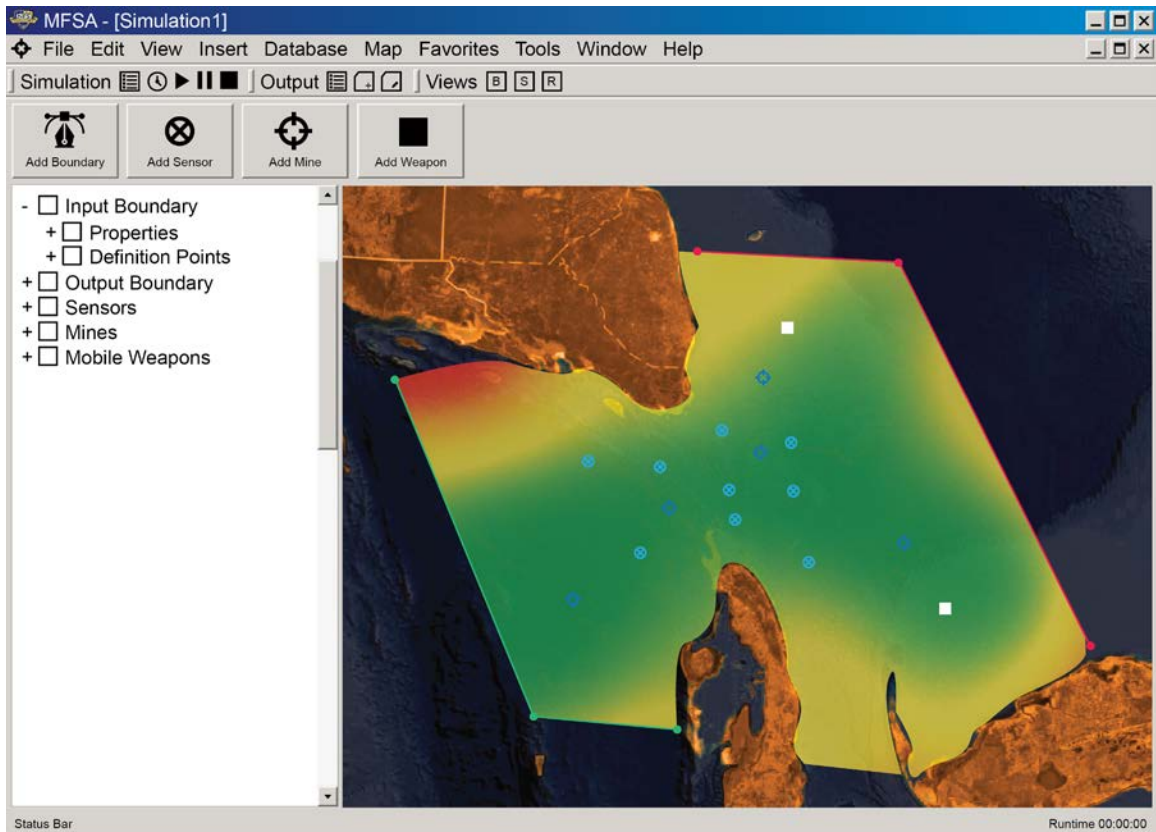 MFSA - [Simulation1]
File Edit View Insert Database Map Favorites Tools Window Help
Simulation Output Views B S R
Add Boundary Add Sensor Add Mine Add Weapon
- Input Boundary
+ Properties
+ Definition Points
+ Output Boundary
+ Sensors
+ Mines
+ Mobile Weapons
Status Bar Runtime 00:00:00